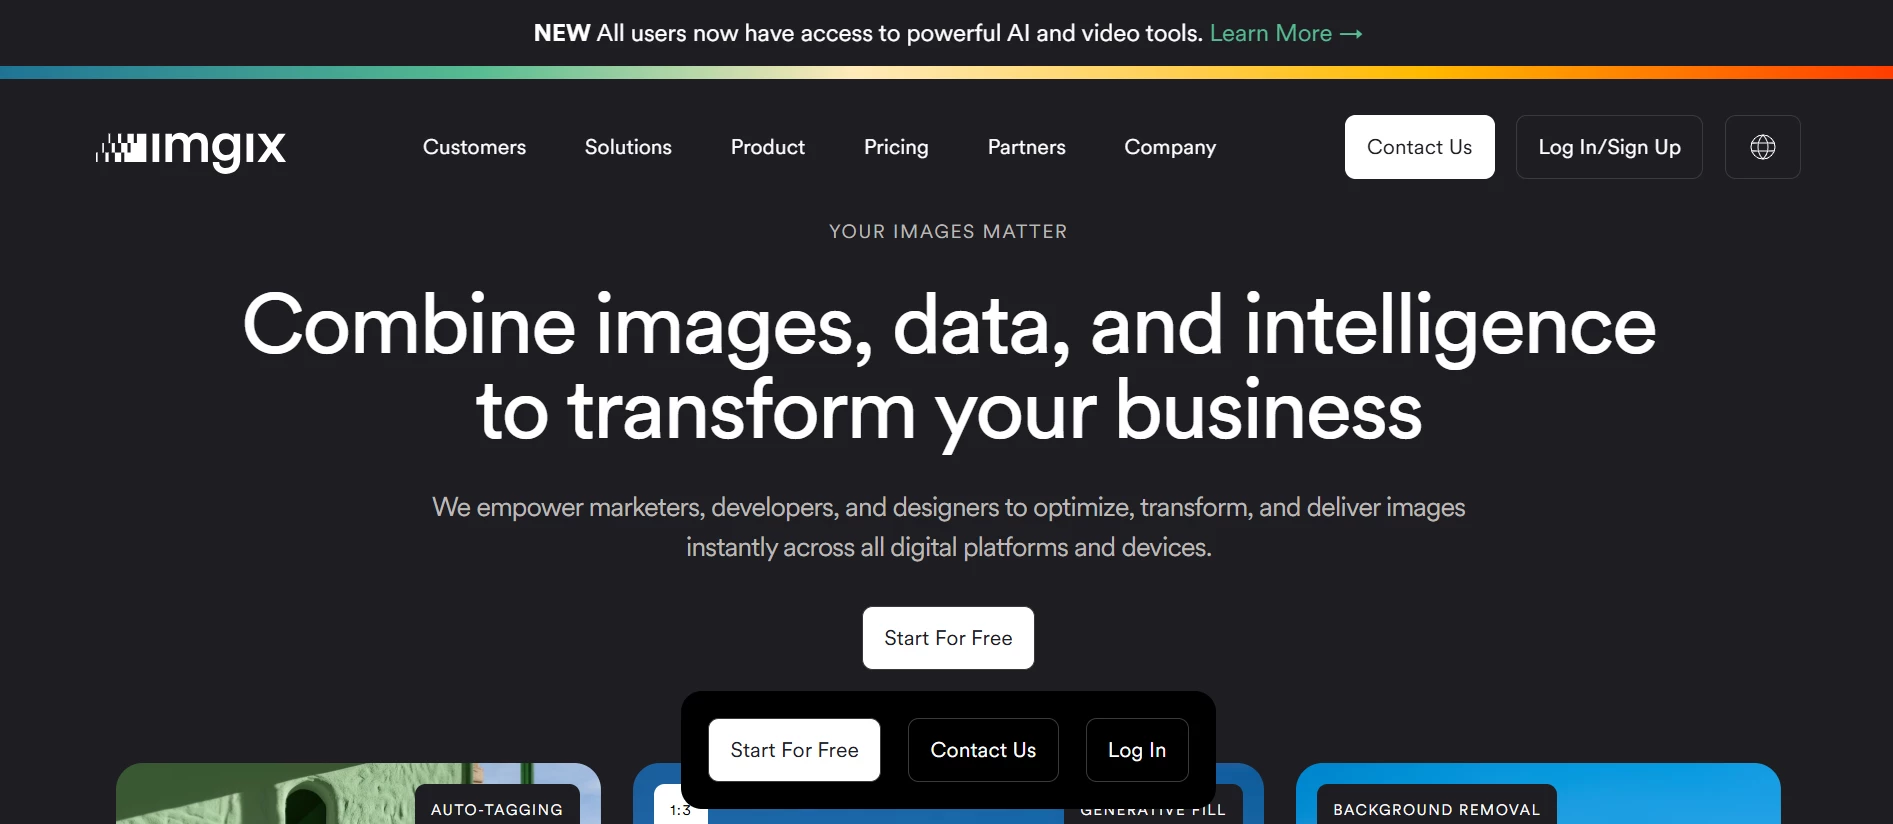 NEW All users now have access to powerful AI and video tools. Learn More →
imgix
Customers
Solutions
Product
Pricing
Partners
Company
Contact Us
Log In/Sign Up
YOUR IMAGES MATTER
Combine images, data, and intelligence
to transform your business
We empower marketers, developers, and designers to optimize, transform, and deliver images
instantly across all digital platforms and devices.
Start For Free
Start For Free
Contact Us
Log In
AUTO-TAGGING
1:3
GENERATIVE FILL
BACKGROUND REMOVAL